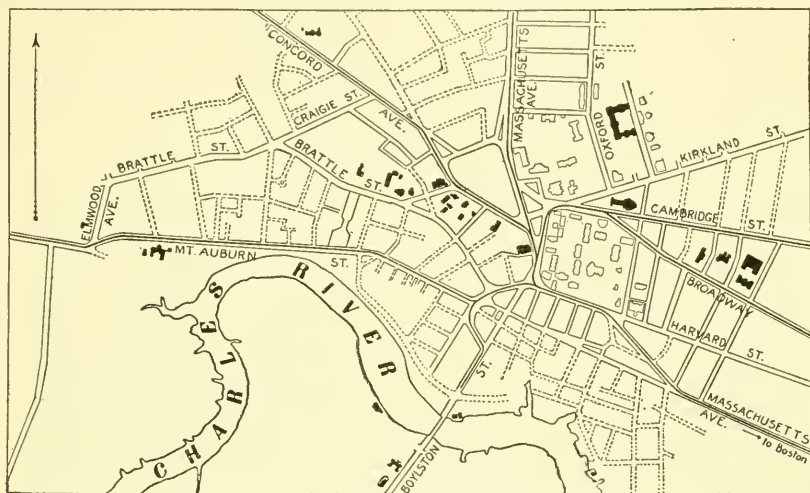 CONCORD
AVE.
MASSACHUSETTS
AVE.
OXFORD
ST.
KIRKLAND
ST.
CRAIGIE ST.
BRATTLE
ST.
BRATTLE ST.
ELMWOOD
AVE.
CAMBRIDGE
ST.
MT. AUBURN
ST.
BROADWAY
HARVARD
ST.
CHARLES
RIVER
BOYLSTON
ST.
MASSACHUSETTS
AVE.
to Boston